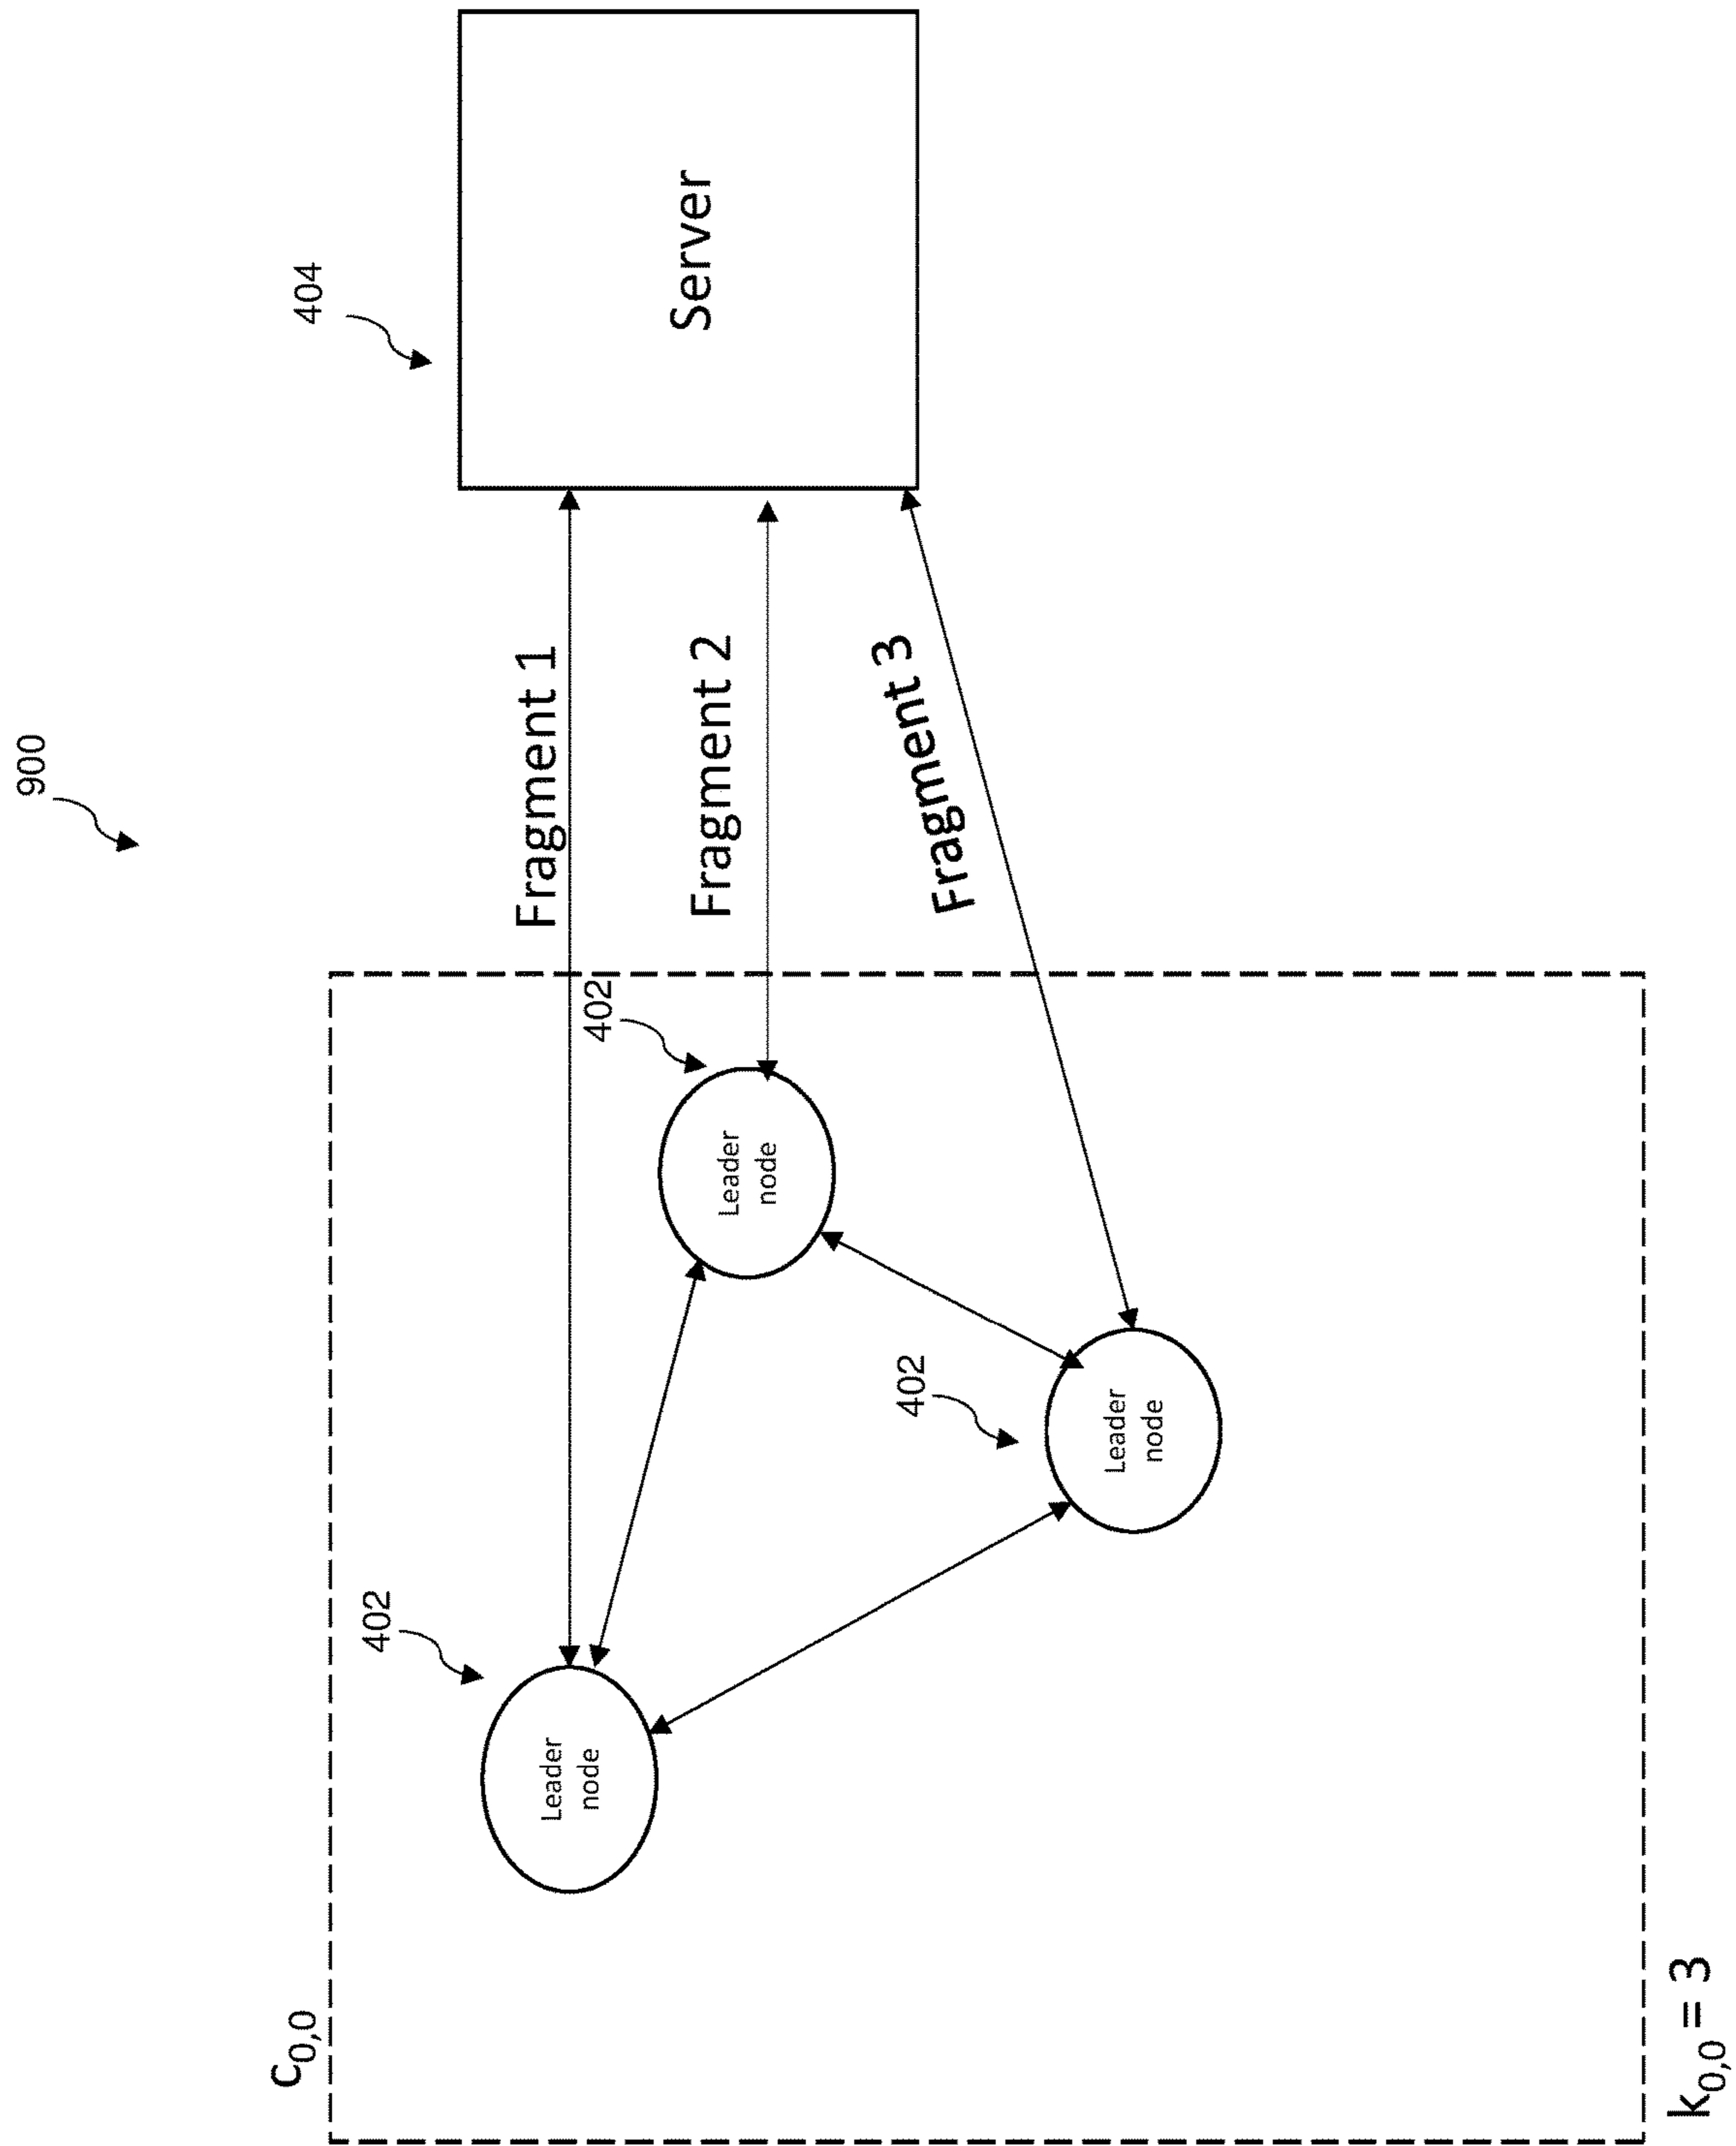 900
404
Server
Fragment 1
Fragment 2
Fragment 3
c0,0
402
Leader
node
402
Leader
node
402
Leader
node
k0,0 = 3